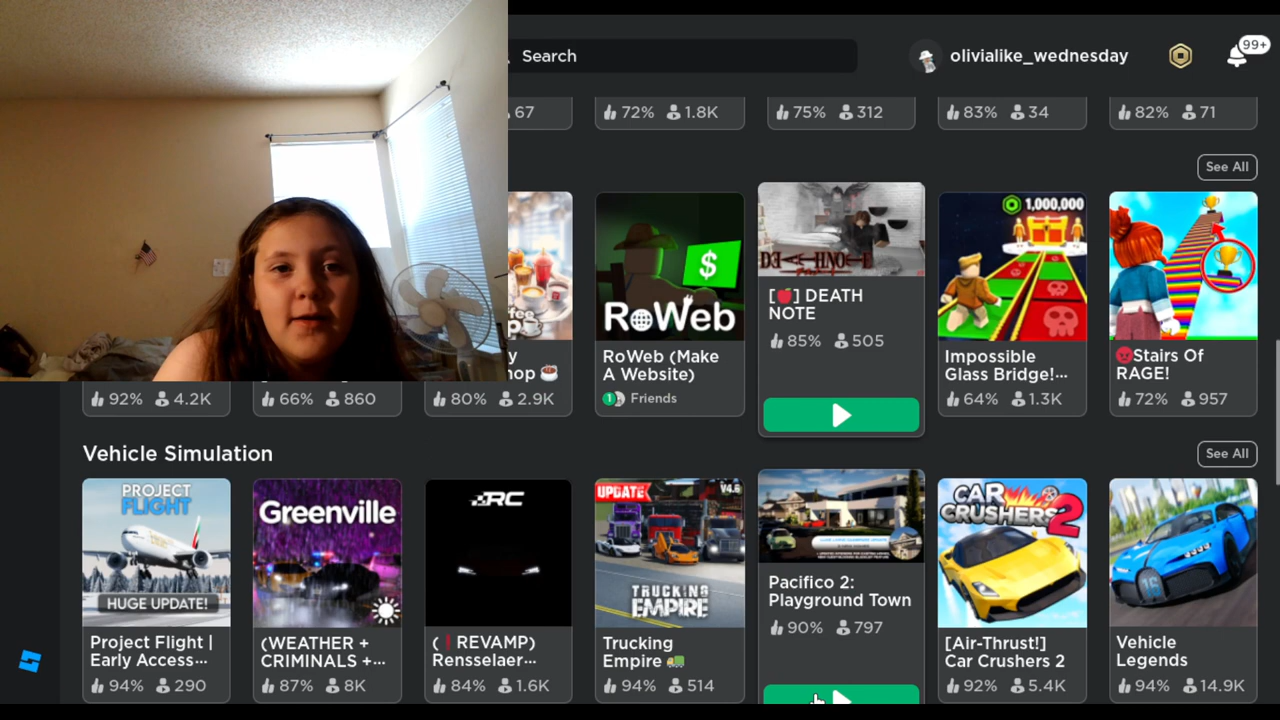 Search
olivialike_wednesday
99+
67
72% 1.8K
75% 312
83% 34
82% 71
See All
1,000,000
$
RoWeb
DEATH NOTE
[🍎] DEATH
NOTE
85% 505
RoWeb (Make
A Website)
Impossible
Glass Bridge!...
😡Stairs Of
RAGE!
92% 4.2K
66% 860
80% 2.9K
1 Friends
64% 1.3K
72% 957
Vehicle Simulation
See All
PROJECT
FLIGHT
HUGE UPDATE!
Greenville
RC
UPDATE
V4.6
TRUCKING
EMPIRE
CAR
CRUSHERS 2
Project Flight |
Early Access...
94% 290
(WEATHER +
CRIMINALS +...
87% 8K
(❗REVAMP)
Rensselaer...
84% 1.6K
Trucking
Empire 🚛
94% 514
Pacifico 2:
Playground Town
90% 797
[Air-Thrust!]
Car Crushers 2
92% 5.4K
Vehicle
Legends
94% 14.9K